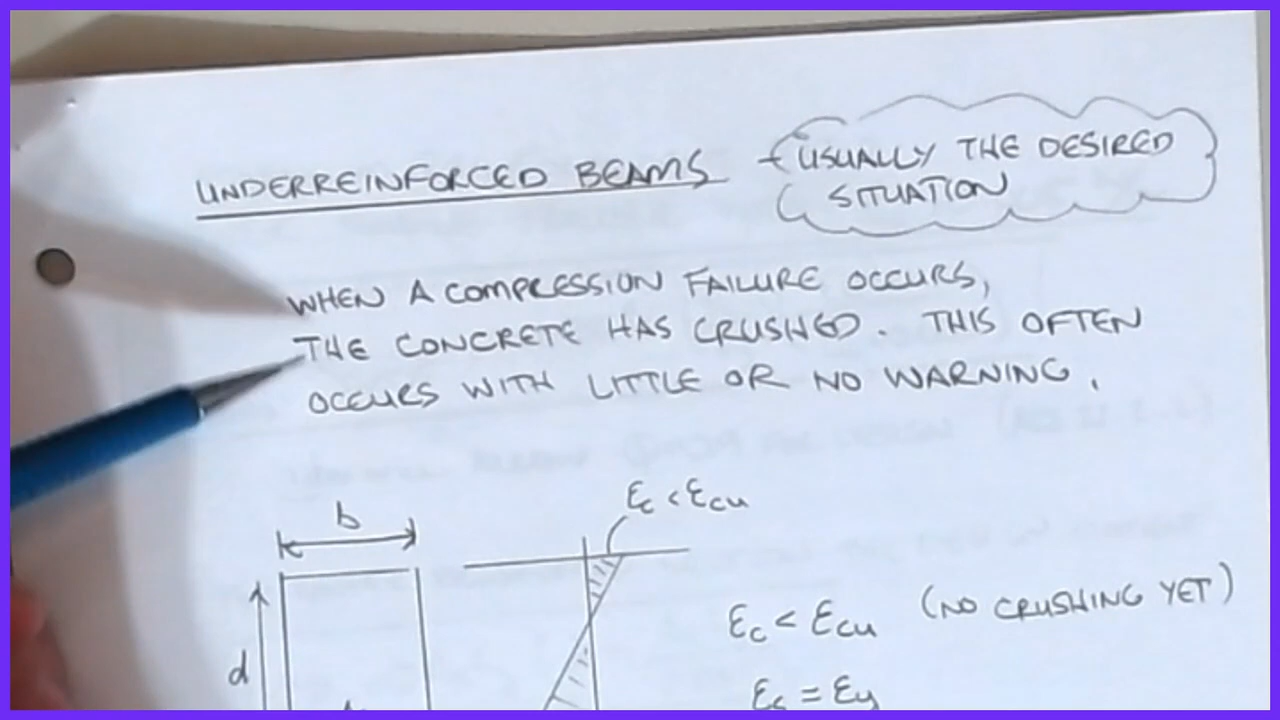 UNDERREINFORCED BEAMS
USUALLY THE DESIRED
SITUATION
WHEN A COMPRESSION FAILURE OCCURS,
THE CONCRETE HAS CRUSHED. THIS OFTEN
OCCURS WITH LITTLE OR NO WARNING.
εc < εcu
b
εc < εcu (NO CRUSHING YET)
d
εs = εy